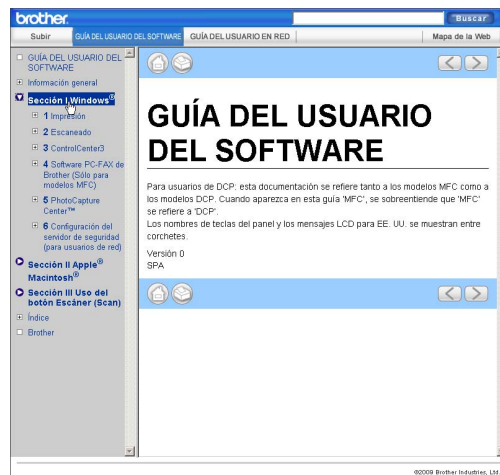 brother.
Buscar
Subir
GUÍA DEL USUARIO DEL SOFTWARE
GUÍA DEL USUARIO EN RED
Mapa de la Web
GUÍA DEL USUARIO DEL
SOFTWARE
Información general
Sección I Windows®
1 Impresión
2 Escaneado
3 ControlCenter3
4 Software PC-FAX de
Brother (Sólo para
modelos MFC)
5 PhotoCapture
Center™
6 Configuración del
servidor de seguridad
(para usuarios de red)
Sección II Apple®
Macintosh®
Sección III Uso del
botón Escáner (Scan)
Índice
Brother
GUÍA DEL USUARIO
DEL SOFTWARE
Para usuarios de DCP: esta documentación se refiere tanto a los modelos MFC como a
los modelos DCP. Cuando aparezca en esta guía 'MFC', se sobreentiende que 'MFC'
se refiere a 'DCP'.
Los nombres de teclas del panel y los mensajes LCD para EE. UU. se muestran entre
corchetes.
Versión 0
SPA
©2009 Brother Industries, Ltd.